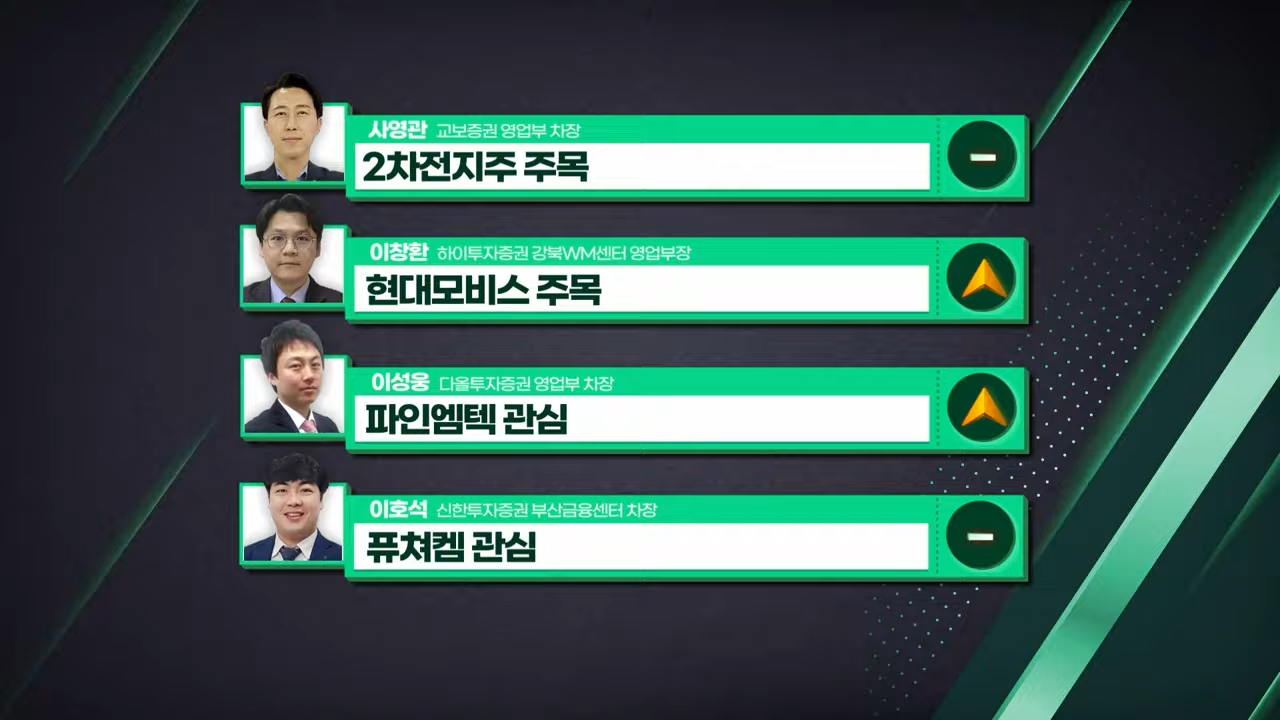 사영관 교보증권 영업부 차장
2차전지주 주목
이창환 하이투자증권 강북WM센터 영업부장
현대모비스 주목
이성웅 다올투자증권 영업부 차장
파인엠텍 관심
이호석 신한투자증권 부산금융센터 차장
퓨쳐켐 관심